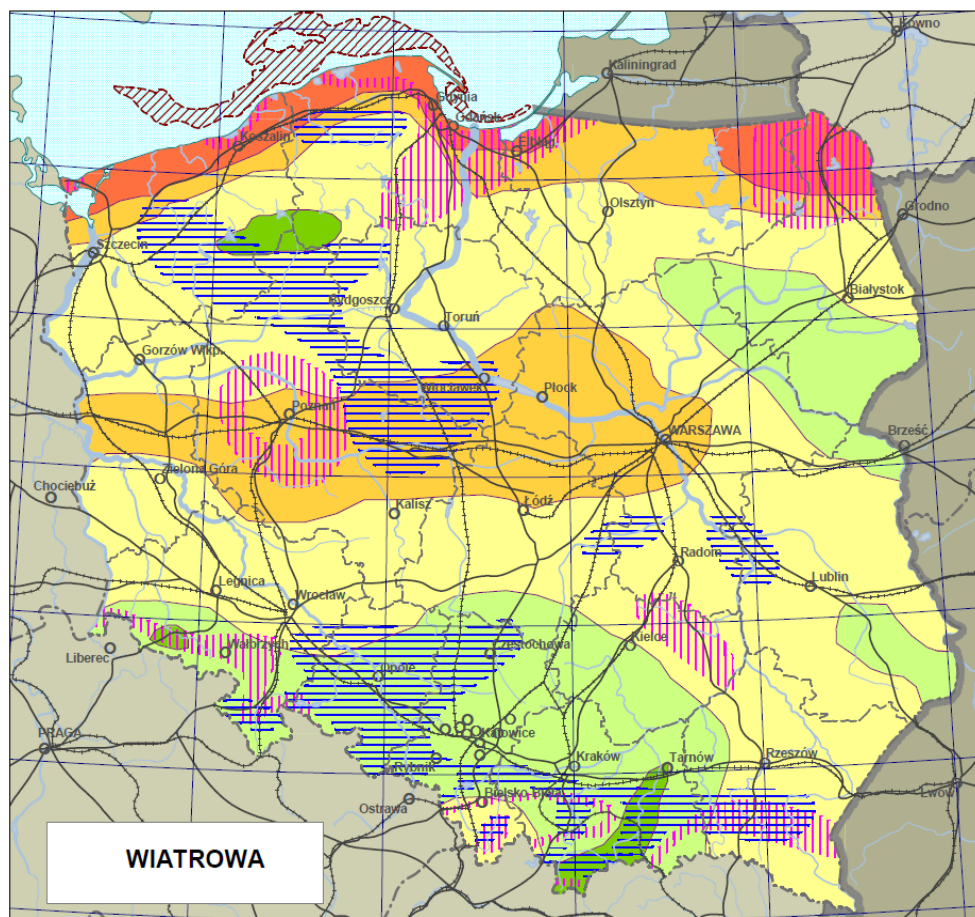 Kowno
Kaliningrad
Gdynia
Gdańsk
Koszalin
Elbląg
Olsztyn
Grodno
Szczecin
Białystok
Bydgoszcz
Toruń
Gorzów Wlkp.
Włocławek
Płock
Poznań
WARSZAWA
Brześć
Zielona Góra
Chociebuż
Kalisz
Łódź
Radom
Legnica
Lublin
Wrocław
Liberec
Wałbrzych
Częstochowa
Kielce
Opole
PRAGA
Katowice
Kraków
Tarnów
Rzeszów
Rybnik
Lwów
Ostrawa
Bielsko-Biała
WIATROWA